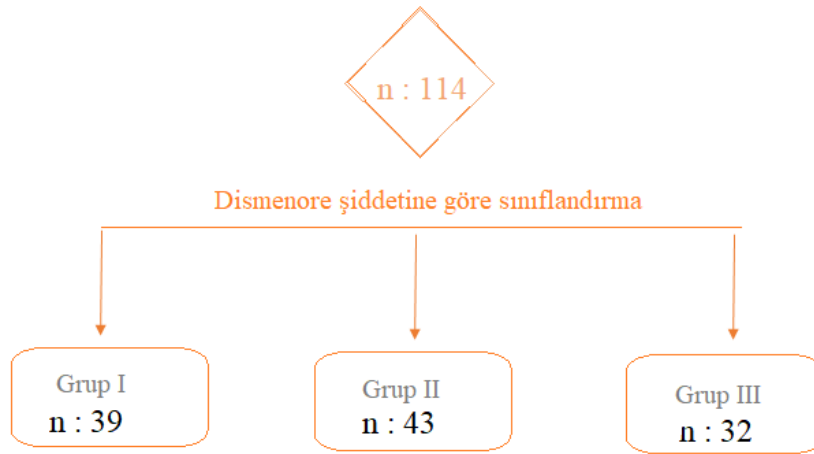 n : 114
Dismenore şiddetine göre sınıflandırma
Grup I
n : 39
Grup II
n : 43
Grup III
n : 32